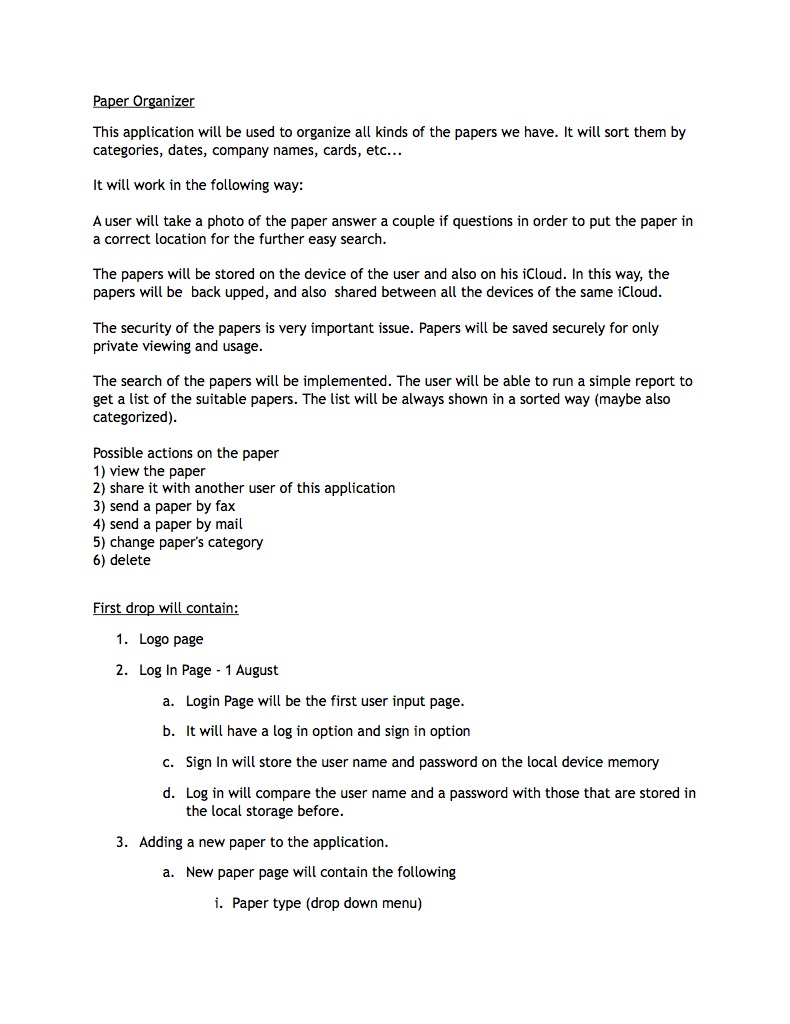 Paper Organizer
This application will be used to organize all kinds of the papers we have. It will sort them by
categories, dates, company names, cards, etc...
It will work in the following way:
A user will take a photo of the paper answer a couple if questions in order to put the paper in
a correct location for the further easy search.
The papers will be stored on the device of the user and also on his iCloud. In this way, the
papers will be  back upped, and also  shared between all the devices of the same iCloud.
The security of the papers is very important issue. Papers will be saved securely for only
private viewing and usage.
The search of the papers will be implemented. The user will be able to run a simple report to
get a list of the suitable papers. The list will be always shown in a sorted way (maybe also
categorized).
Possible actions on the paper
1) view the paper
2) share it with another user of this application
3) send a paper by fax
4) send a paper by mail
5) change paper's category
6) delete
First drop will contain:
1. Logo page
2. Log In Page - 1 August
a. Login Page will be the first user input page.
b. It will have a log in option and sign in option
c. Sign In will store the user name and password on the local device memory
d. Log in will compare the user name and a password with those that are stored in
the local storage before.
3. Adding a new paper to the application.
a. New paper page will contain the following
i. Paper type (drop down menu)